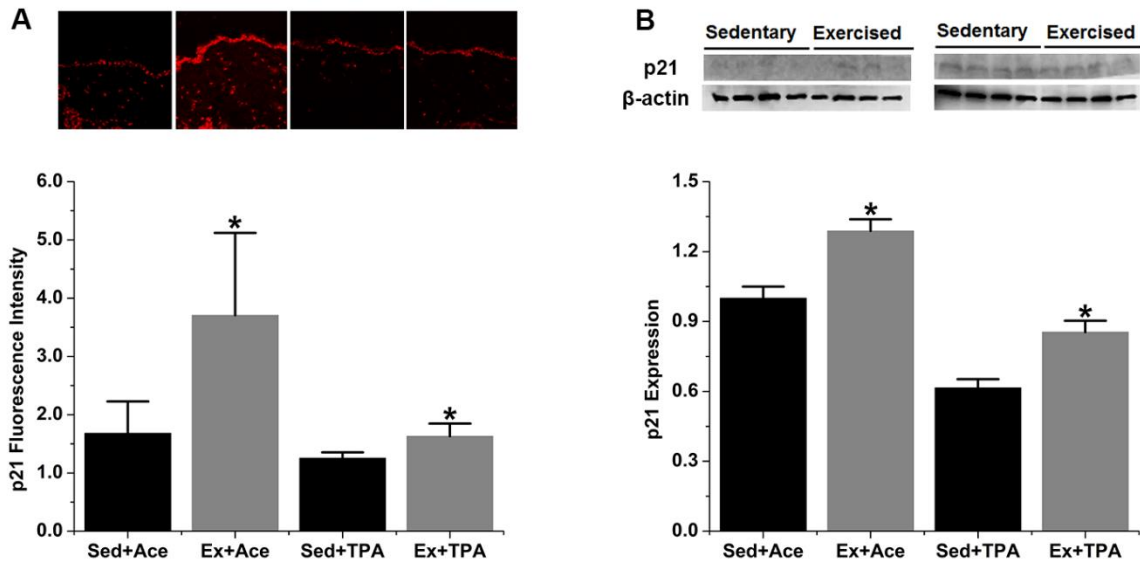 A
p21 Fluorescence Intensity
6.0
5.0
4.0
3.0
2.0
1.0
0.0
*
*
Sed+Ace Ex+Ace Sed+TPA Ex+TPA
B
Sedentary Exercised Sedentary Exercised
p21
β-actin
p21 Expression
1.5
1.2
0.9
0.6
0.3
0.0
*
*
Sed+Ace Ex+Ace Sed+TPA Ex+TPA